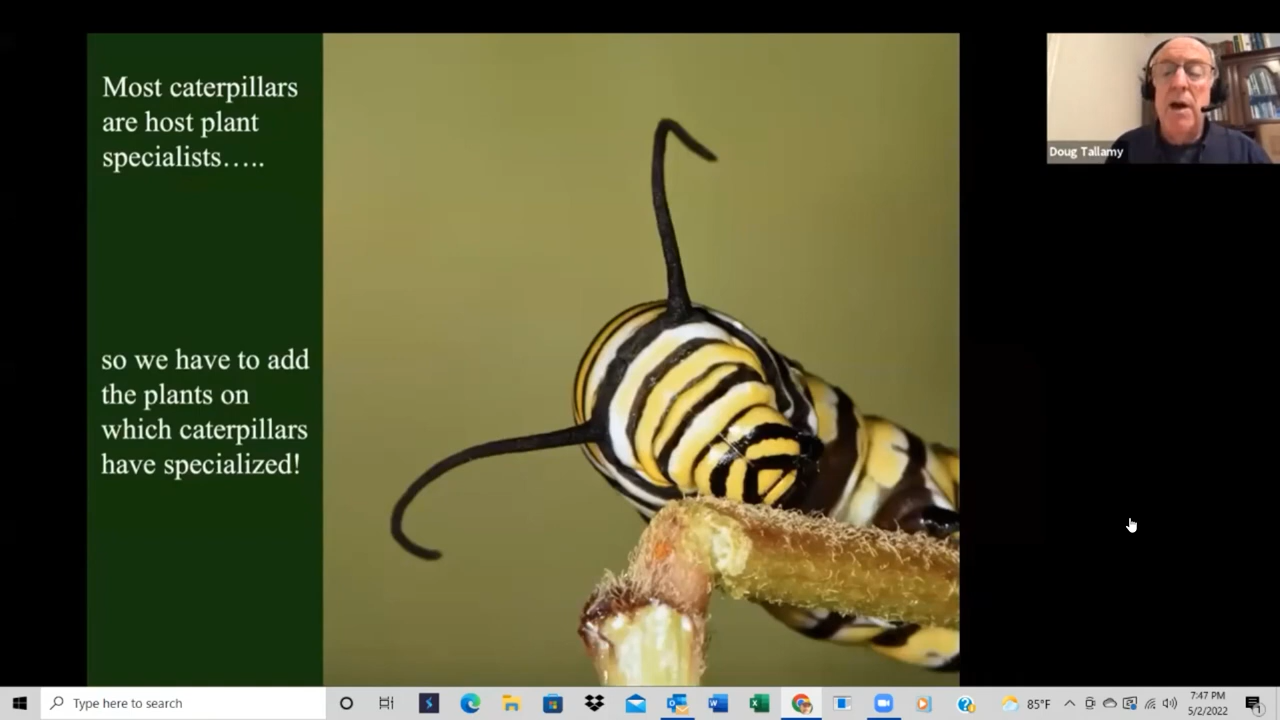 Most caterpillars
are host plant
specialists…..
so we have to add
the plants on
which caterpillars
have specialized!
Doug Tallamy
Type here to search
85°F
7:47 PM
5/2/2022
1